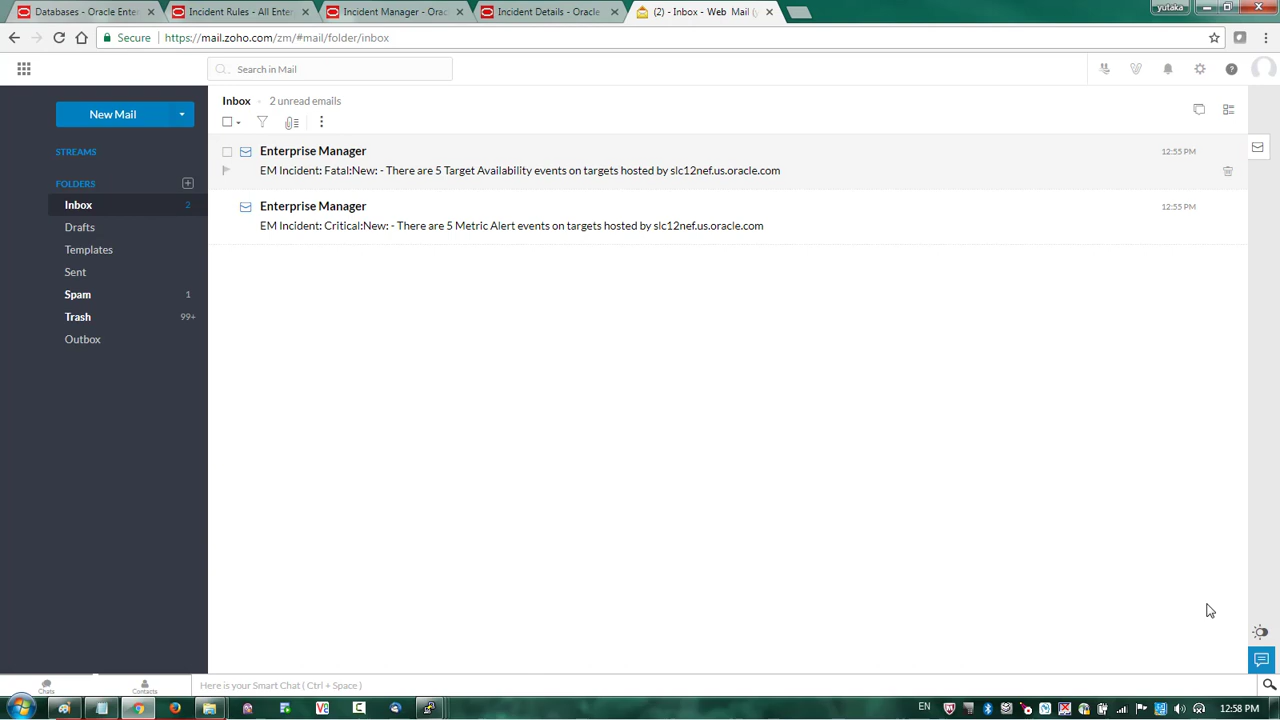 Databases - Oracle Ente
Incident Rules - All Enter
Incident Manager - Orac
Incident Details - Oracle
(2) - Inbox - Web Mail (y
yutaka
Secure
https://mail.zoho.com/zm/#mail/folder/inbox
Search in Mail
New Mail
Inbox
2 unread emails
STREAMS
FOLDERS
Inbox 2
Drafts
Templates
Sent
Spam 1
Trash 99+
Outbox
Enterprise Manager 12:55 PM
EM Incident: Fatal:New: - There are 5 Target Availability events on targets hosted by slc12nef.us.oracle.com
Enterprise Manager 12:55 PM
EM Incident: Critical:New: - There are 5 Metric Alert events on targets hosted by slc12nef.us.oracle.com
Chats
Contacts
Here is your Smart Chat ( Ctrl + Space )
EN
12:58 PM